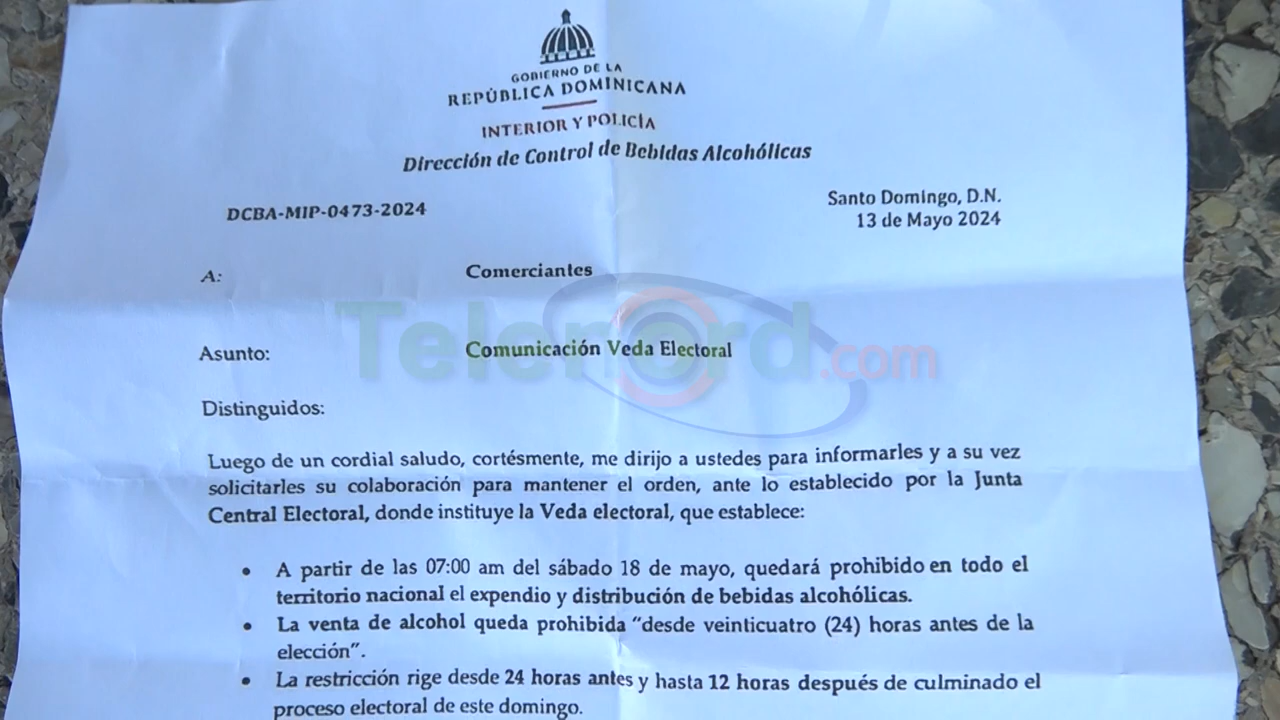 GOBIERNO DE LA
REPÚBLICA DOMINICANA
INTERIOR Y POLICÍA
Dirección de Control de Bebidas Alcohólicas
DCBA-MIP-0473-2024
Santo Domingo, D.N.
13 de Mayo 2024
A: Comerciantes
Telenord.com
Asunto: Comunicación Veda Electoral
Distinguidos:
Luego de un cordial saludo, cortésmente, me dirijo a ustedes para informarles y a su vez
solicitarles su colaboración para mantener el orden, ante lo establecido por la Junta
Central Electoral, donde instituye la Veda electoral, que establece:
• A partir de las 07:00 am del sábado 18 de mayo, quedará prohibido en todo el
territorio nacional el expendio y distribución de bebidas alcohólicas.
• La venta de alcohol queda prohibida “desde veinticuatro (24) horas antes de la
elección”.
• La restricción rige desde 24 horas antes y hasta 12 horas después de culminado el
proceso electoral de este domingo.